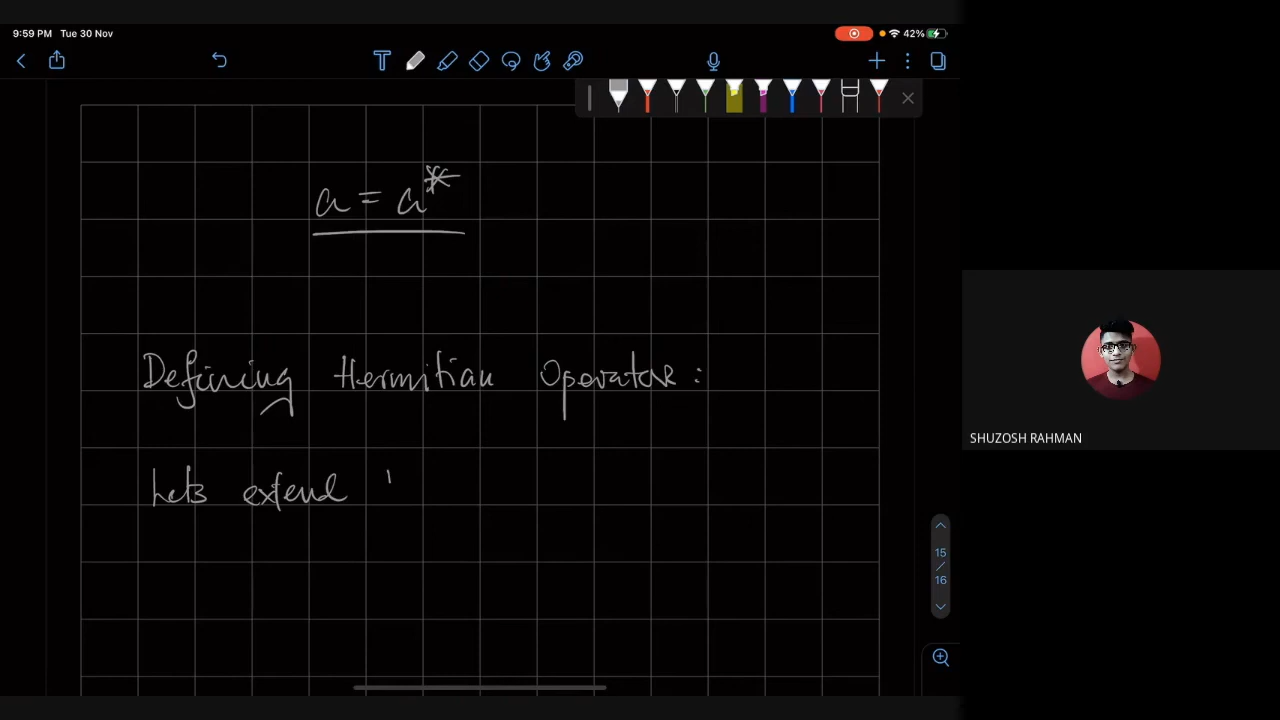 9:59 PM Tue 30 Nov
42%
a = a*
Defining Hermitian Operator :
Lets extend
SHUZOSH RAHMAN
15
/
16